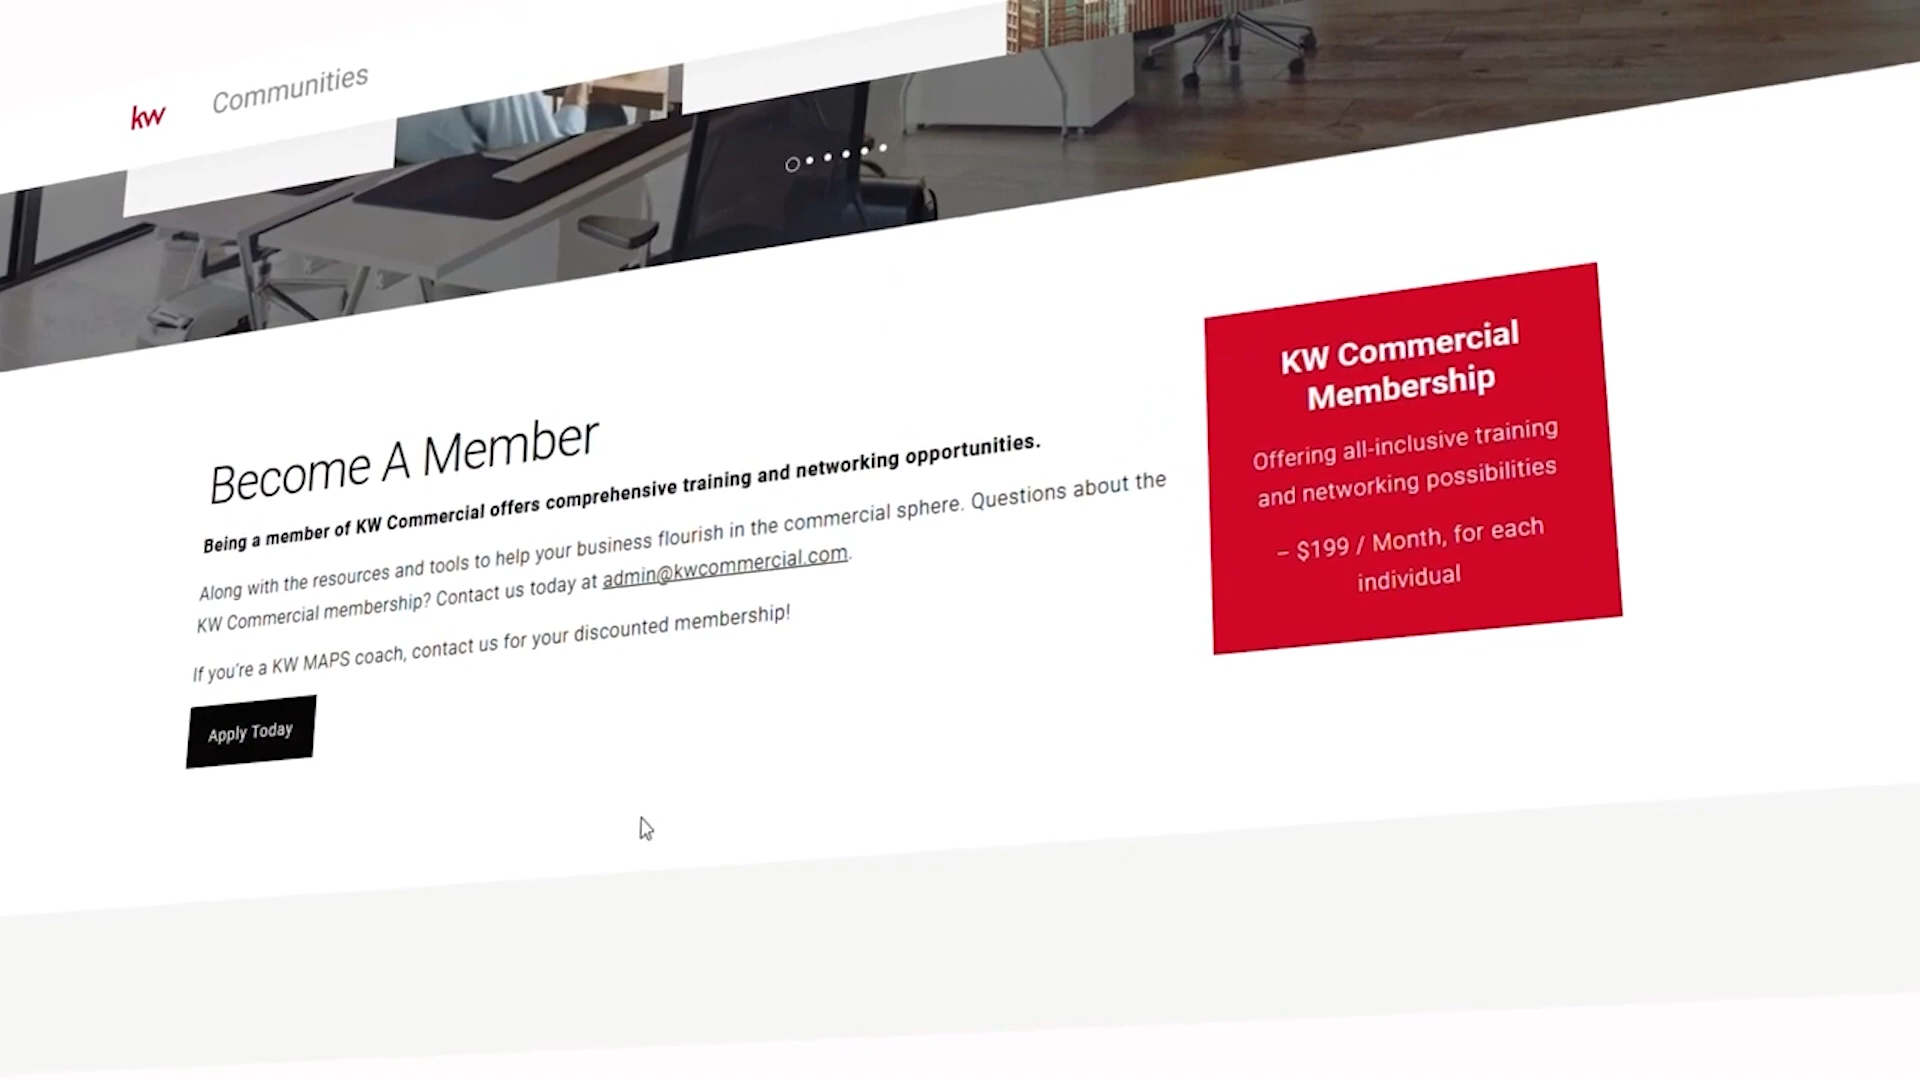 kw Communities
Become A Member
Being a member of KW Commercial offers comprehensive training and networking opportunities.
Along with the resources and tools to help your business flourish in the commercial sphere. Questions about the
KW Commercial membership? Contact us today at admin@kwcommercial.com.
If you're a KW MAPS coach, contact us for your discounted membership!
Apply Today
KW Commercial
Membership
Offering all-inclusive training
and networking possibilities
– $199 / Month, for each
individual